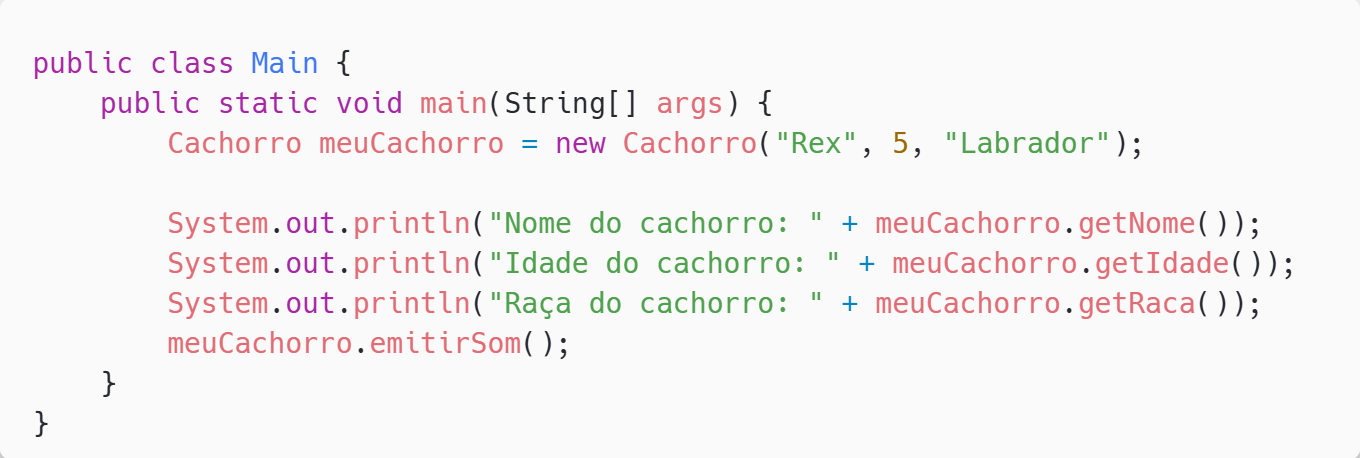 public class Main {
    public static void main(String[] args) {
        Cachorro meuCachorro = new Cachorro("Rex", 5, "Labrador");

        System.out.println("Nome do cachorro: " + meuCachorro.getNome());
        System.out.println("Idade do cachorro: " + meuCachorro.getIdade());
        System.out.println("Raça do cachorro: " + meuCachorro.getRaca());
        meuCachorro.emitirSom();
    }
}